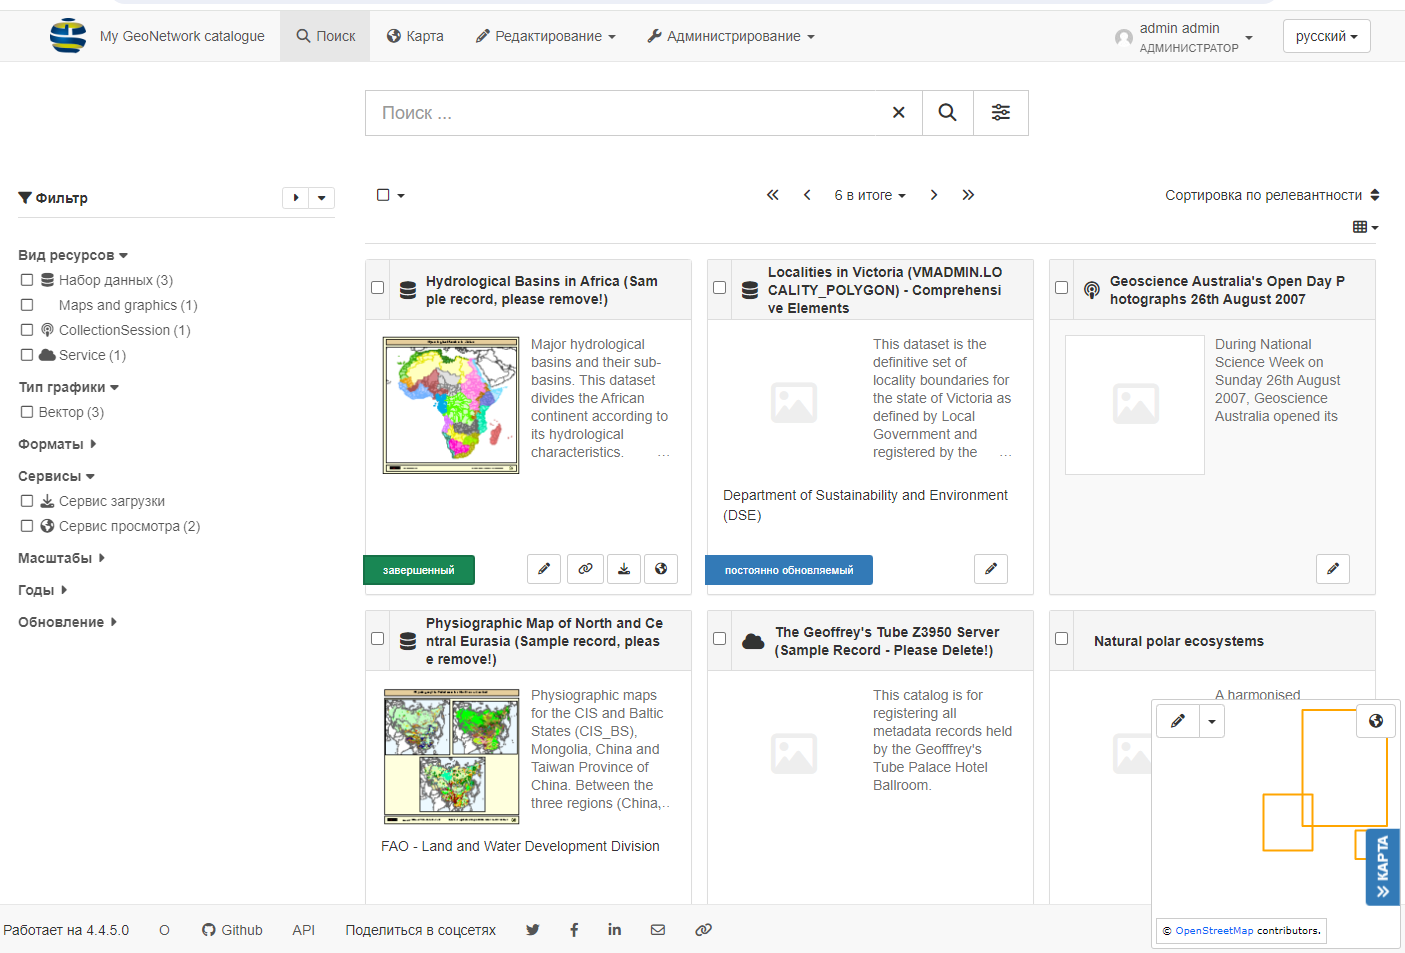 My GeoNetwork catalogue
Поиск
Карта
Редактирование
Администрирование
admin admin
АДМИНИСТРАТОР
русский
Поиск ...
Фильтр
6 в итоге
Сортировка по релевантности
Вид ресурсов
Набор данных (3)
Maps and graphics (1)
CollectionSession (1)
Service (1)
Тип графики
Вектор (3)
Форматы
Сервисы
Сервис загрузки
Сервис просмотра (2)
Масштабы
Годы
Обновление
Hydrological Basins in Africa (Sam
ple record, please remove!)
Major hydrological
basins and their sub-
basins. This dataset
divides the African
continent according to
its hydrological
characteristics. ...
завершенный
Localities in Victoria (VMADMIN.LO
CALITY_POLYGON) - Comprehensi
ve Elements
This dataset is the
definitive set of
locality boundaries for
the state of Victoria as
defined by Local
Government and
registered by the ...
Department of Sustainability and Environment
(DSE)
постоянно обновляемый
Geoscience Australia's Open Day P
hotographs 26th August 2007
During National
Science Week on
Sunday 26th August
2007, Geoscience
Australia opened its
Physiographic Map of North and Ce
ntral Eurasia (Sample record, pleas
e remove!)
Physiographic maps
for the CIS and Baltic
States (CIS_BS),
Mongolia, China and
Taiwan Province of
China. Between the
three regions (China,..
FAO - Land and Water Development Division
The Geoffrey's Tube Z3950 Server
(Sample Record - Please Delete!)
This catalog is for
registering all
metadata records held
by the Geofffrey's
Tube Palace Hotel
Ballroom.
Natural polar ecosystems
A harmonised
КАРТА
© OpenStreetMap contributors.
Работает на 4.4.5.0
О
Github
API
Поделиться в соцсетях